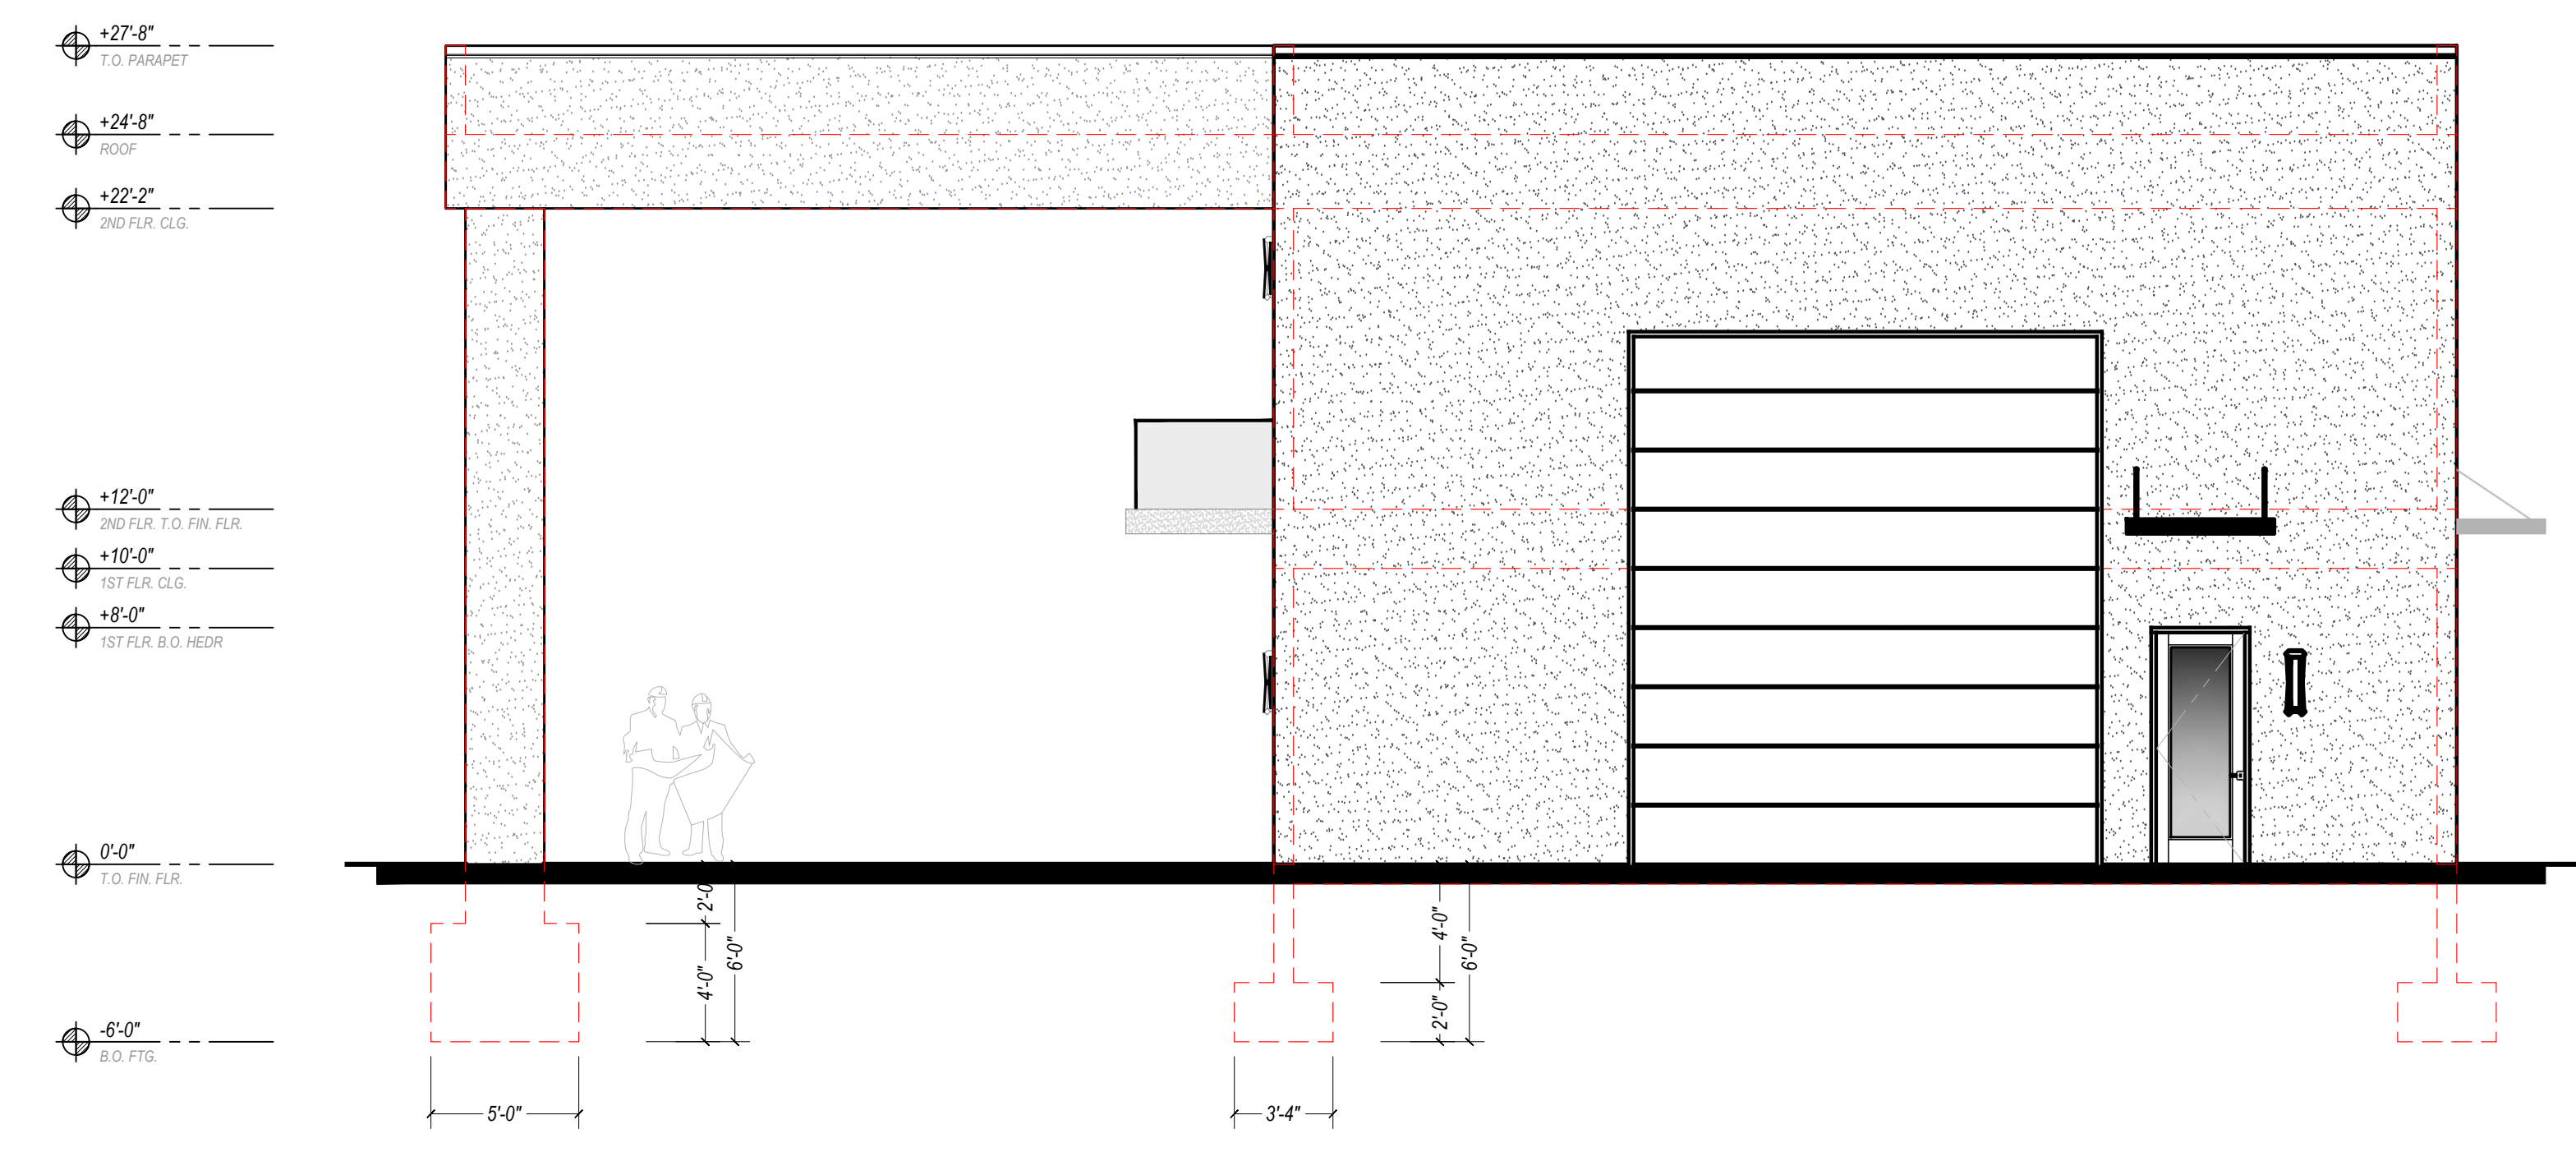 +27'-8"
T.O. PARAPET
+24'-8"
ROOF
+22'-2"
2ND FLR. CLG.
+12'-0"
2ND FLR. T.O. FIN. FLR.
+10'-0"
1ST FLR. CLG.
+8'-0"
1ST FLR. B.O. HEDR
0'-0"
T.O. FIN. FLR.
2'-0
4'-0"
6'-0"
4'-0"
2'-0"
6'-0"
-6'-0"
B.O. FTG.
5'-0"
3'-4"